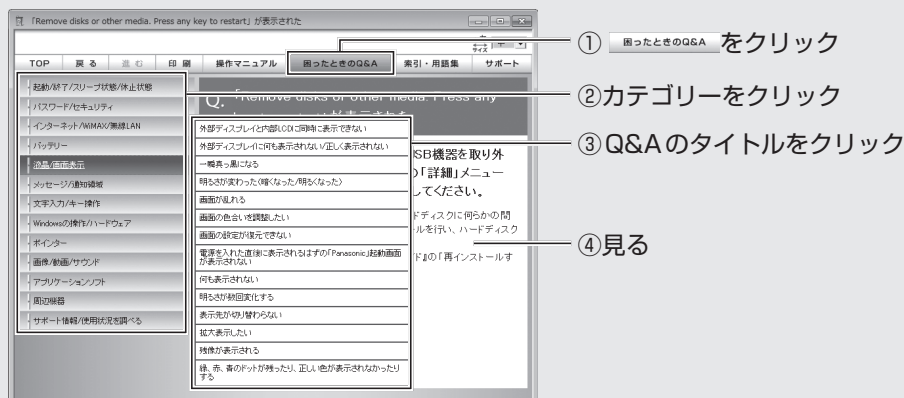 「Remove disks or other media. Press any key to restart」が表示された
サイズ 中
TOP 戻る 進む 印刷 操作マニュアル 困ったときのQ&A 索引・用語集 サポート
① 困ったときのQ&A をクリック
起動/終了/スリープ状態/休止状態
パスワード/セキュリティ
インターネット/WiMAX/無線LAN
バッテリー
液晶/画面表示
メッセージ/通知領域
文字入力/キー操作
Windowsの操作/ハードウェア
ポインター
画像/動画/サウンド
アプリケーションソフト
周辺機器
サポート情報/使用状況を調べる
②カテゴリーをクリック
Q. 「Remove disks or other media. Press any
外部ディスプレイと内部LCDに同時に表示できない
外部ディスプレイに何も表示されない/正しく表示されない
一瞬真っ黒になる
明るさが変わった(暗くなった/明るくなった)
画面が乱れる
画面の色合いを調整したい
画面の設定が復元できない
電源を入れた直後に表示されるはずの「Panasonic」起動画面
が表示されない
何も表示されない
明るさが数回変化する
表示先が切り替わらない
拡大表示したい
残像が表示される
緑、赤、青のドットが残ったり、正しい色が表示されなかったり
する
③Q&Aのタイトルをクリック
USB機器を取り外
の「詳細」メニュー
してください。
ードディスクに何らかの問
ールを行い、ハードディスク
ド』の「再インストールす
④見る